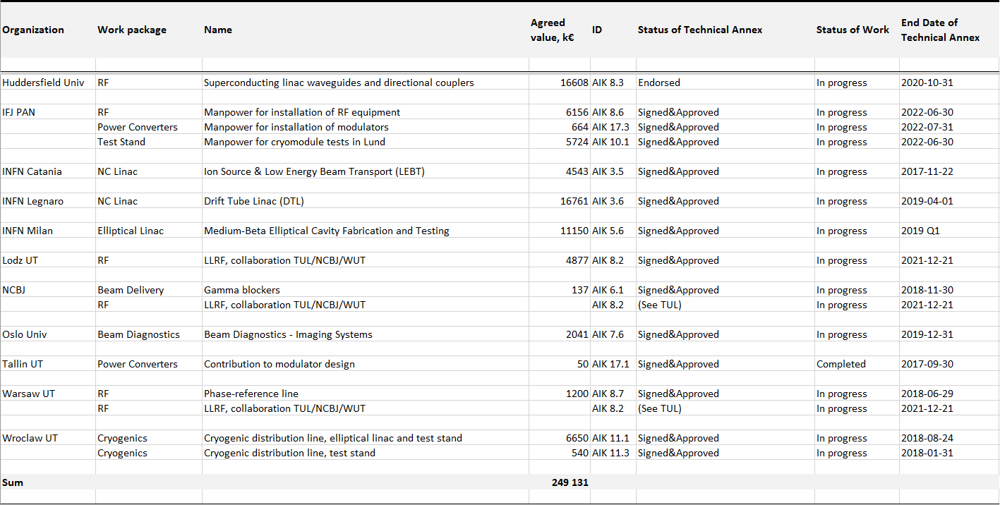 Organization Work package Name Agreed value, k€ ID Status of Technical Annex Status of Work End Date of Technical Annex
Huddersfield Univ RF Superconducting linac waveguides and directional couplers 16608 AIK 8.3 Endorsed In progress 2020-10-31
IFJ PAN RF Manpower for installation of RF equipment 6156 AIK 8.6 Signed&Approved In progress 2022-06-30
Power Converters Manpower for installation of modulators 664 AIK 17.3 Signed&Approved In progress 2022-07-31
Test Stand Manpower for cryomodule tests in Lund 5724 AIK 10.1 Signed&Approved In progress 2022-06-30
INFN Catania NC Linac Ion Source & Low Energy Beam Transport (LEBT) 4543 AIK 3.5 Signed&Approved In progress 2017-11-22
INFN Legnaro NC Linac Drift Tube Linac (DTL) 16761 AIK 3.6 Signed&Approved In progress 2019-04-01
INFN Milan Elliptical Linac Medium-Beta Elliptical Cavity Fabrication and Testing 11150 AIK 5.6 Signed&Approved In progress 2019 Q1
Lodz UT RF LLRF, collaboration TUL/NCBJ/WUT 4877 AIK 8.2 Signed&Approved In progress 2021-12-21
NCBJ Beam Delivery Gamma blockers 137 AIK 6.1 Signed&Approved In progress 2018-11-30
RF LLRF, collaboration TUL/NCBJ/WUT AIK 8.2 (See TUL) In progress 2021-12-21
Oslo Univ Beam Diagnostics Beam Diagnostics - Imaging Systems 2041 AIK 7.6 Signed&Approved In progress 2019-12-31
Tallin UT Power Converters Contribution to modulator design 50 AIK 17.1 Signed&Approved Completed 2017-09-30
Warsaw UT RF Phase-reference line 1200 AIK 8.7 Signed&Approved In progress 2018-06-29
RF LLRF, collaboration TUL/NCBJ/WUT AIK 8.2 (See TUL) In progress 2021-12-21
Wroclaw UT Cryogenics Cryogenic distribution line, elliptical linac and test stand 6650 AIK 11.1 Signed&Approved In progress 2018-08-24
Cryogenics Cryogenic distribution line, test stand 540 AIK 11.3 Signed&Approved In progress 2018-01-31
Sum 249 131